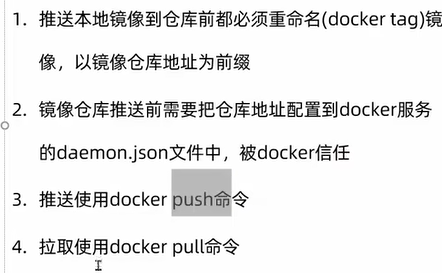 1. 推送本地镜像到仓库前都必须重命名(docker tag)镜
像，以镜像仓库地址为前缀
2. 镜像仓库推送前需要把仓库地址配置到docker服务
的daemon.json文件中，被docker信任
3. 推送使用docker push命令
4. 拉取使用docker pull命令